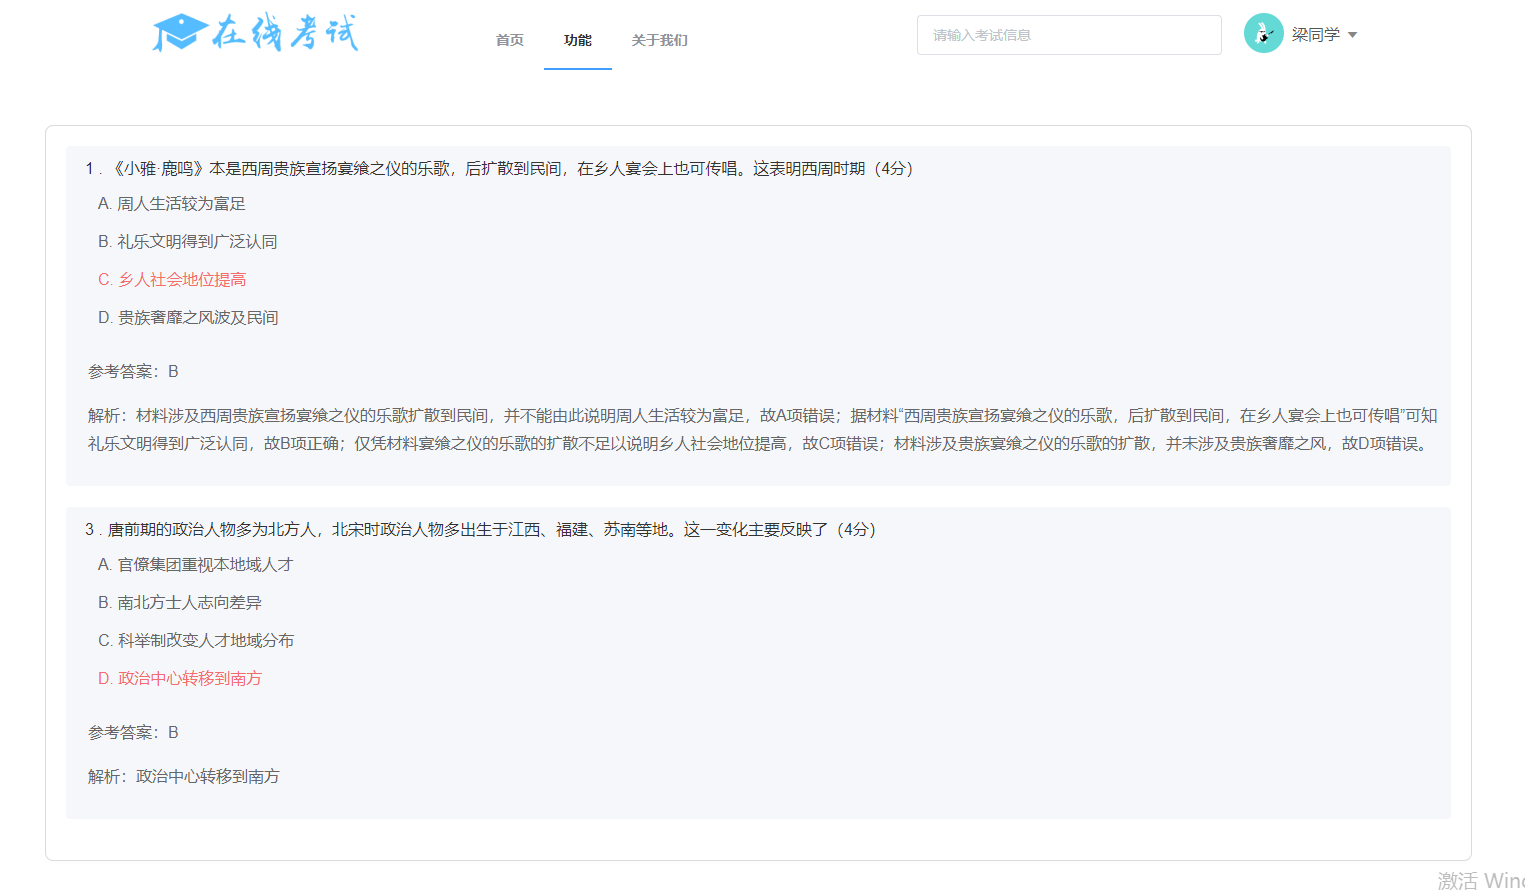 在线考试
首页 功能 关于我们
请输入考试信息
梁同学
1 . 《小雅·鹿鸣》本是西周贵族宣扬宴飨之仪的乐歌，后扩散到民间，在乡人宴会上也可传唱。这表明西周时期（4分）
A. 周人生活较为富足
B. 礼乐文明得到广泛认同
C. 乡人社会地位提高
D. 贵族奢靡之风波及民间
参考答案：B
解析：材料涉及西周贵族宣扬宴飨之仪的乐歌扩散到民间，并不能由此说明周人生活较为富足，故A项错误；据材料“西周贵族宣扬宴飨之仪的乐歌，后扩散到民间，在乡人宴会上也可传唱”可知
礼乐文明得到广泛认同，故B项正确；仅凭材料宴飨之仪的乐歌的扩散不足以说明乡人社会地位提高，故C项错误；材料涉及贵族宴飨之仪的乐歌的扩散，并未涉及贵族奢靡之风，故D项错误。
3 . 唐前期的政治人物多为北方人，北宋时政治人物多出生于江西、福建、苏南等地。这一变化主要反映了（4分）
A. 官僚集团重视本地域人才
B. 南北方士人志向差异
C. 科举制改变人才地域分布
D. 政治中心转移到南方
参考答案：B
解析：政治中心转移到南方
激活 Wind